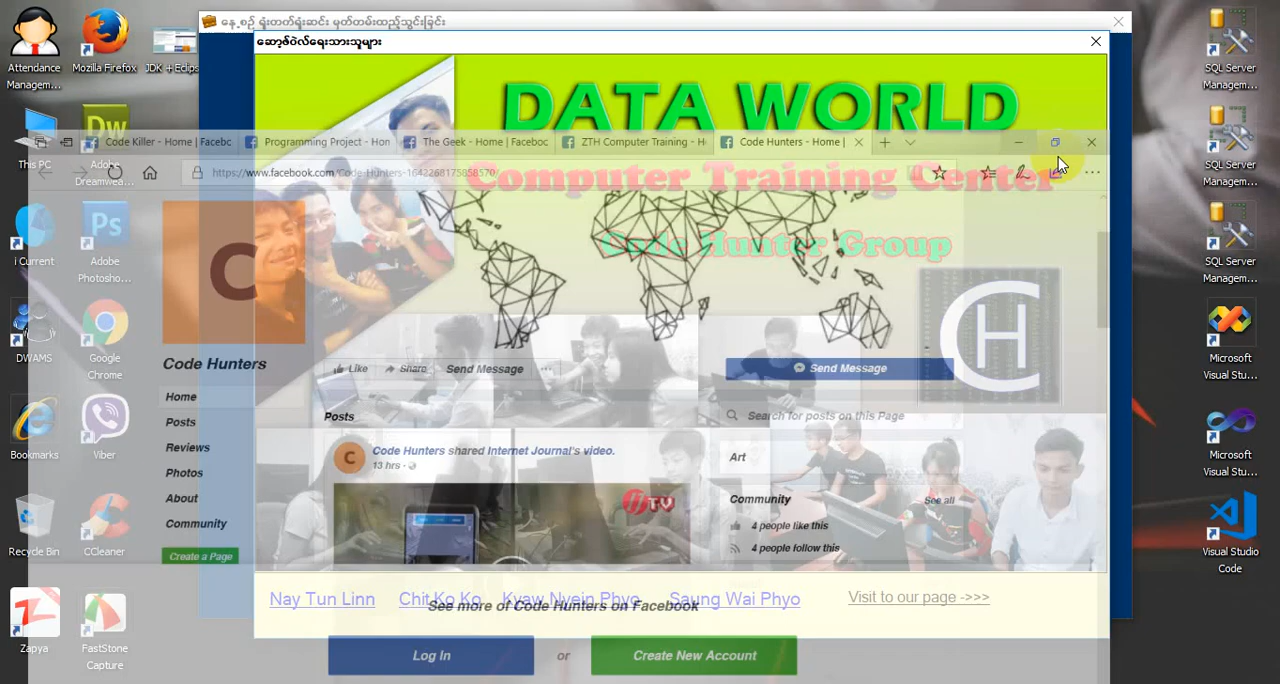 နေ့စဉ် ရုံးတက်ရုံးဆင်း မှတ်တမ်းထည့်သွင်းခြင်း
ဆော့ဖ်ဝဲလ်ရေးသားသူများ
DATA WORLD
Computer Training Center
Code Hunter Group
CH
Code Killer - Home | Facebc
Programming Project - Hon
The Geek - Home | Faceboc
ZTH Computer Training - H
Code Hunters - Home |
https://www.facebook.com/Code-Hunters-1642268175858570/
C
Code Hunters
Home
Posts
Reviews
Photos
About
Community
Create a Page
Like
Share
Send Message
Send Message
Posts
Search for posts on this Page
C
Code Hunters shared Internet Journal's video.
13 hrs
TV
Art
Community
See all
4 people like this
4 people follow this
Nay Tun Linn
Chit Ko Ko
Kyaw Nyein Phyo
Saung Wai Phyo
Visit to our page ->>>
See more of Code Hunters on Facebook
Log In
or
Create New Account
Attendance
Managem...
Mozilla Firefox
JDK + Eclips
This PC
Dw
Adobe
Dreamwea...
i Current
Ps
Adobe
Photosho...
DWAMS
Google
Chrome
Bookmarks
Viber
Recycle Bin
CCleaner
Zapya
FastStone
Capture
SQL Server
Managem...
SQL Server
Managem...
SQL Server
Managem...
Microsoft
Visual Stu...
Microsoft
Visual Stu...
Visual Studio
Code